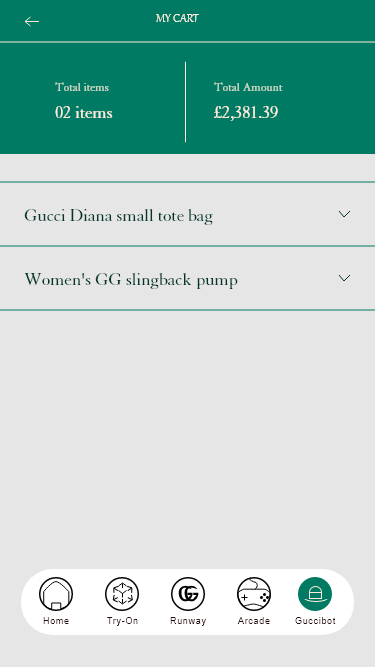 MY CART
Total items
Total Amount
02 items
£2,381.39
Gucci Diana small tote bag
Women's GG slingback pump
Home
Try-On
Runway
Arcade
Guccibot